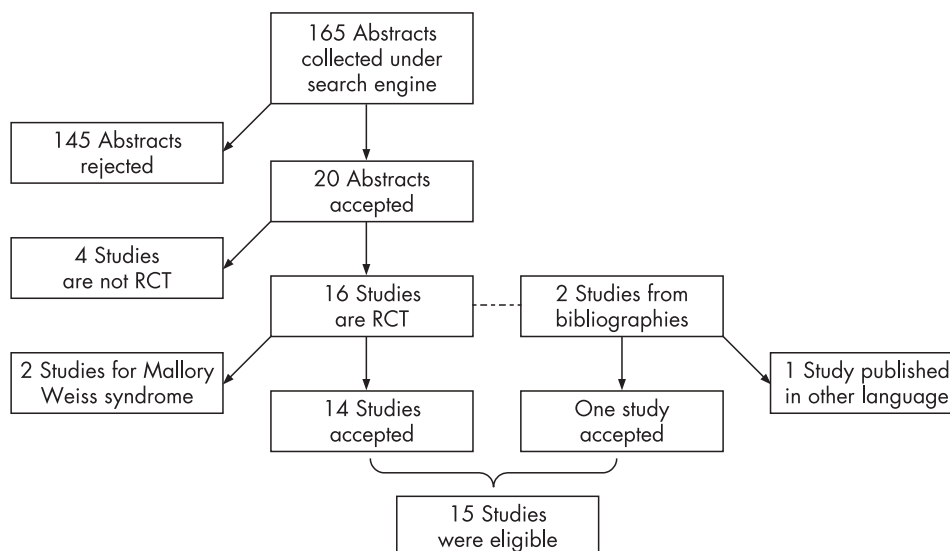 165 Abstracts
collected under
search engine
145 Abstracts
rejected
20 Abstracts
accepted
4 Studies
are not RCT
16 Studies
are RCT
2 Studies from
bibliographies
2 Studies for Mallory
Weiss syndrome
1 Study published
in other language
14 Studies
accepted
One study
accepted
15 Studies
were eligible